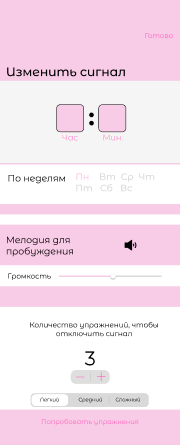 Готово
Изменить сигнал
:
Час Мин
По неделям
Пн Вт Ср Чт
Пт Сб Вс
Мелодия для
пробуждения
Громкость
Количество упражнений, чтобы
отключить сигнал
3
— +
Легкий Средний Сложный
Попробовать упражнения